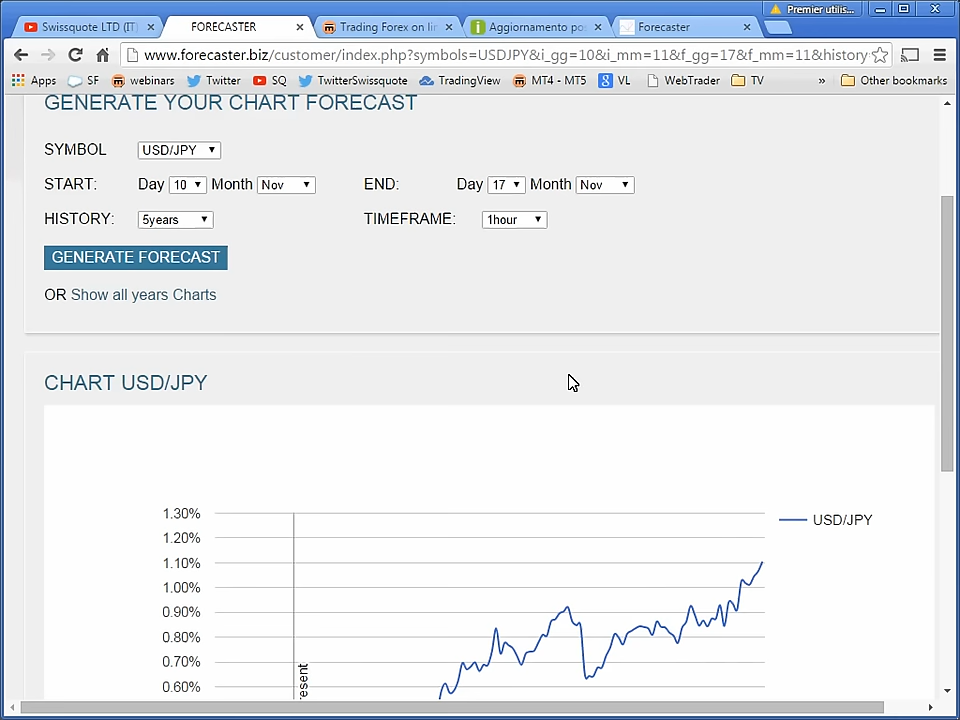 Premier utilis...
Swissquote LTD (IT)
FORECASTER
Trading Forex on lin
Aggiornamento pos
Forecaster
www.forecaster.biz/customer/index.php?symbols=USDJPY&i_gg=10&i_mm=11&f_gg=17&f_mm=11&history
Apps SF webinars Twitter SQ TwitterSwissquote TradingView MT4 - MT5 VL WebTrader TV » Other bookmarks
GENERATE YOUR CHART FORECAST
SYMBOL USD/JPY
START: Day 10 Month Nov END: Day 17 Month Nov
HISTORY: 5years TIMEFRAME: 1hour
GENERATE FORECAST
OR Show all years Charts
CHART USD/JPY
1.30%
USD/JPY
1.20%
1.10%
1.00%
0.90%
0.80%
0.70%
0.60%
esent